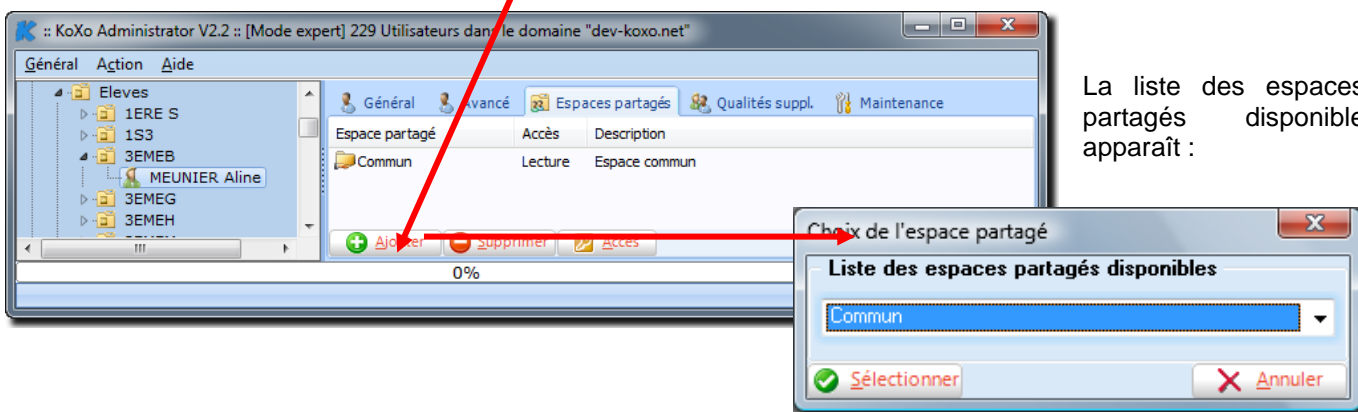 :: KoXo Administrator V2.2 :: [Mode expert] 229 Utilisateurs dans le domaine "dev-koxo.net"
Général Action Aide
Eleves
1ERE S
1S3
3EMEB
MEUNIER Aline
3EMEG
3EMEH
Général Avancé Espaces partagés Qualités suppl. Maintenance
Espace partagé Accès Description
Commun Lecture Espace commun
Ajouter Supprimer Accès
0%
La liste des espaces
partagés disponible
apparaît :
Choix de l'espace partagé
Liste des espaces partagés disponibles
Commun
Sélectionner Annuler